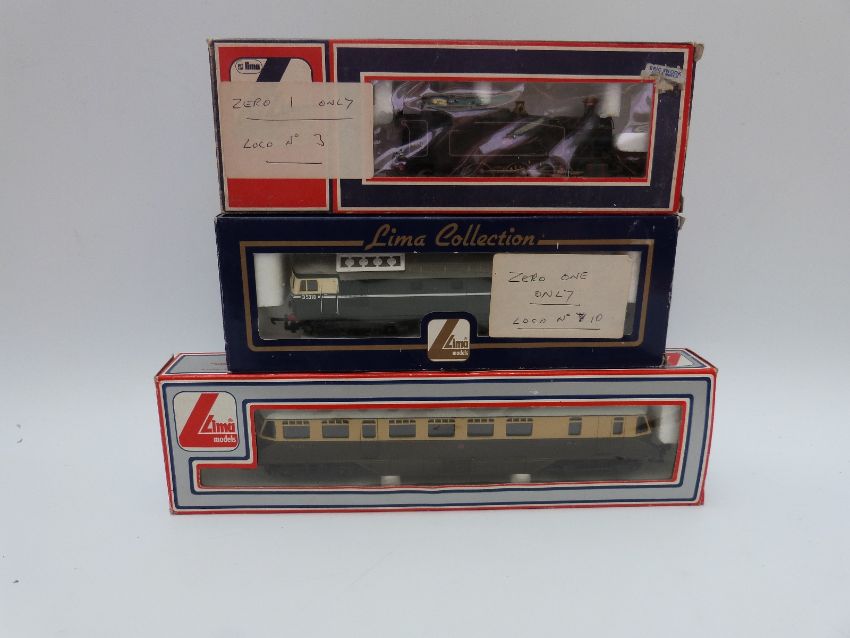 Lima
ZERO 1 ONLY
LOCO Nº 3
Lima Collection
D5310
ZERO ONE
ONLY
LOCO Nº 10
Lima
models
Lima
models